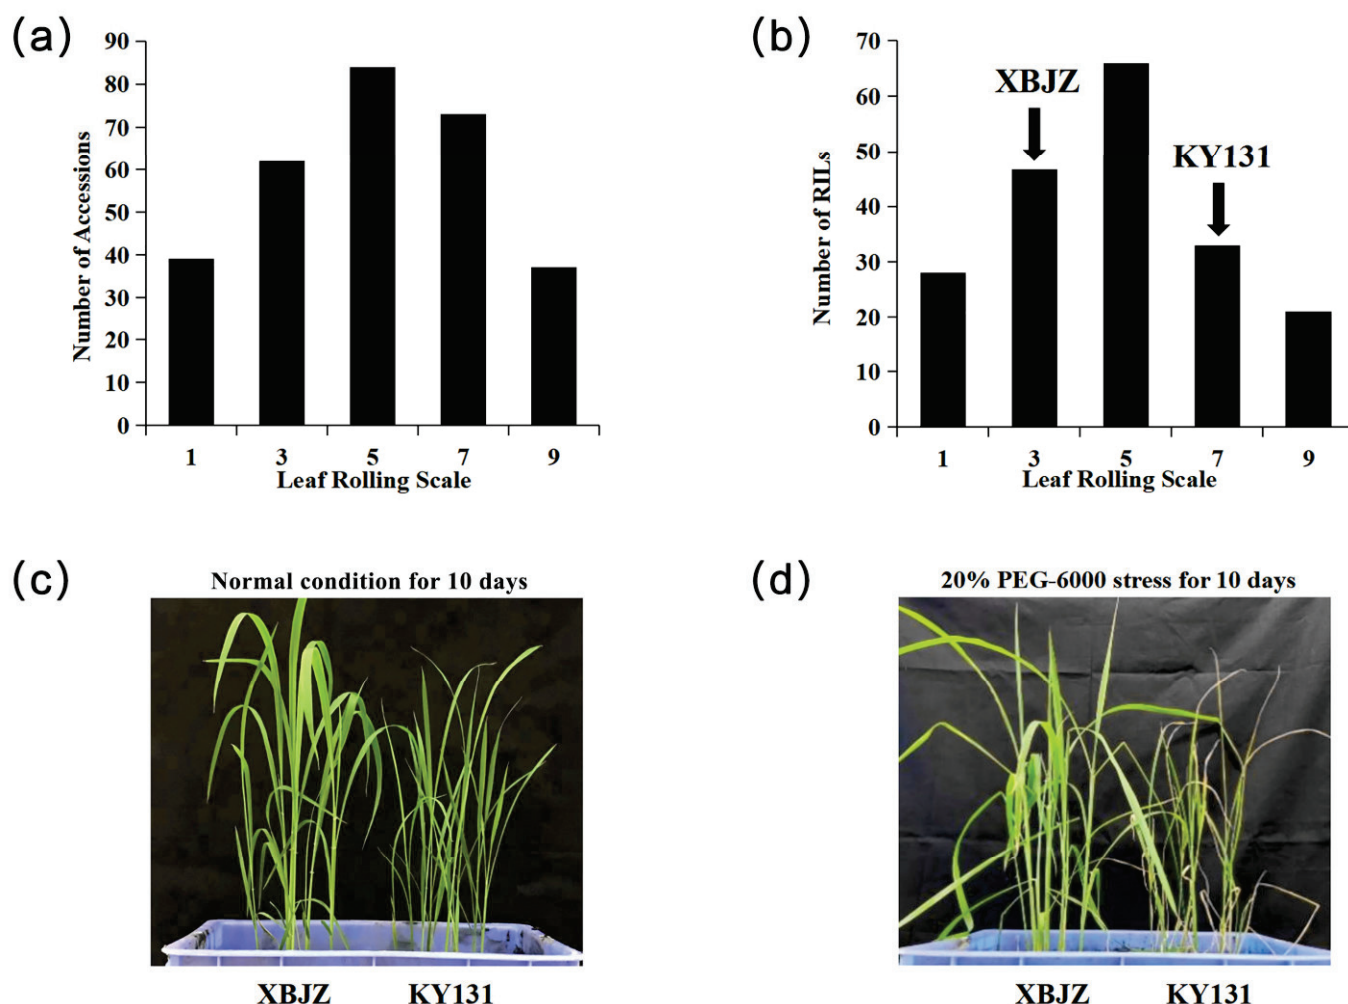 (a)
90
80
70
60
50
40
30
20
10
0
Number of Accessions
1 3 5 7 9
Leaf Rolling Scale
(b)
70
60
50
40
30
20
10
0
Number of RILs
XBJZ
KY131
1 3 5 7 9
Leaf Rolling Scale
(c)
Normal condition for 10 days
XBJZ KY131
(d)
20% PEG-6000 stress for 10 days
XBJZ KY131